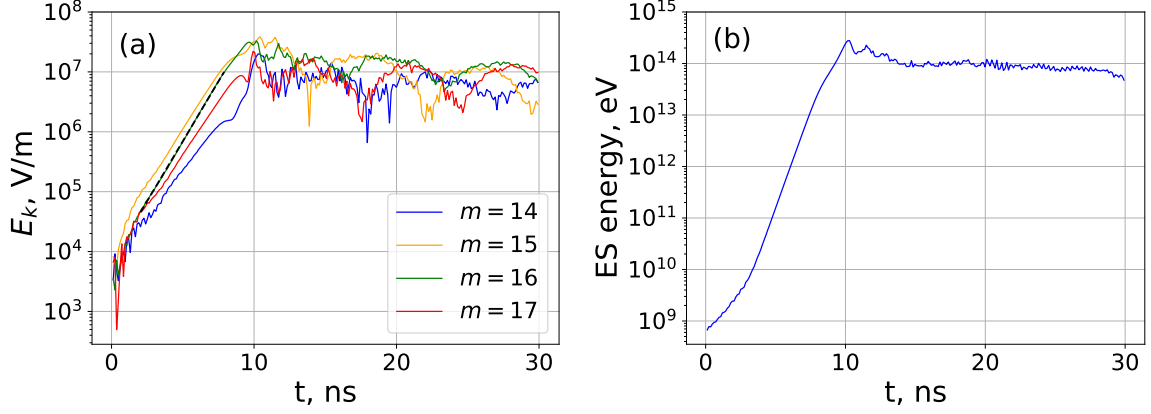 (a)
E_k, V/m
10^8
10^7
10^6
10^5
10^4
10^3
m = 14
m = 15
m = 16
m = 17
0 10 20 30
t, ns
(b)
ES energy, eV
10^15
10^14
10^13
10^12
10^11
10^10
10^9
0 10 20 30
t, ns